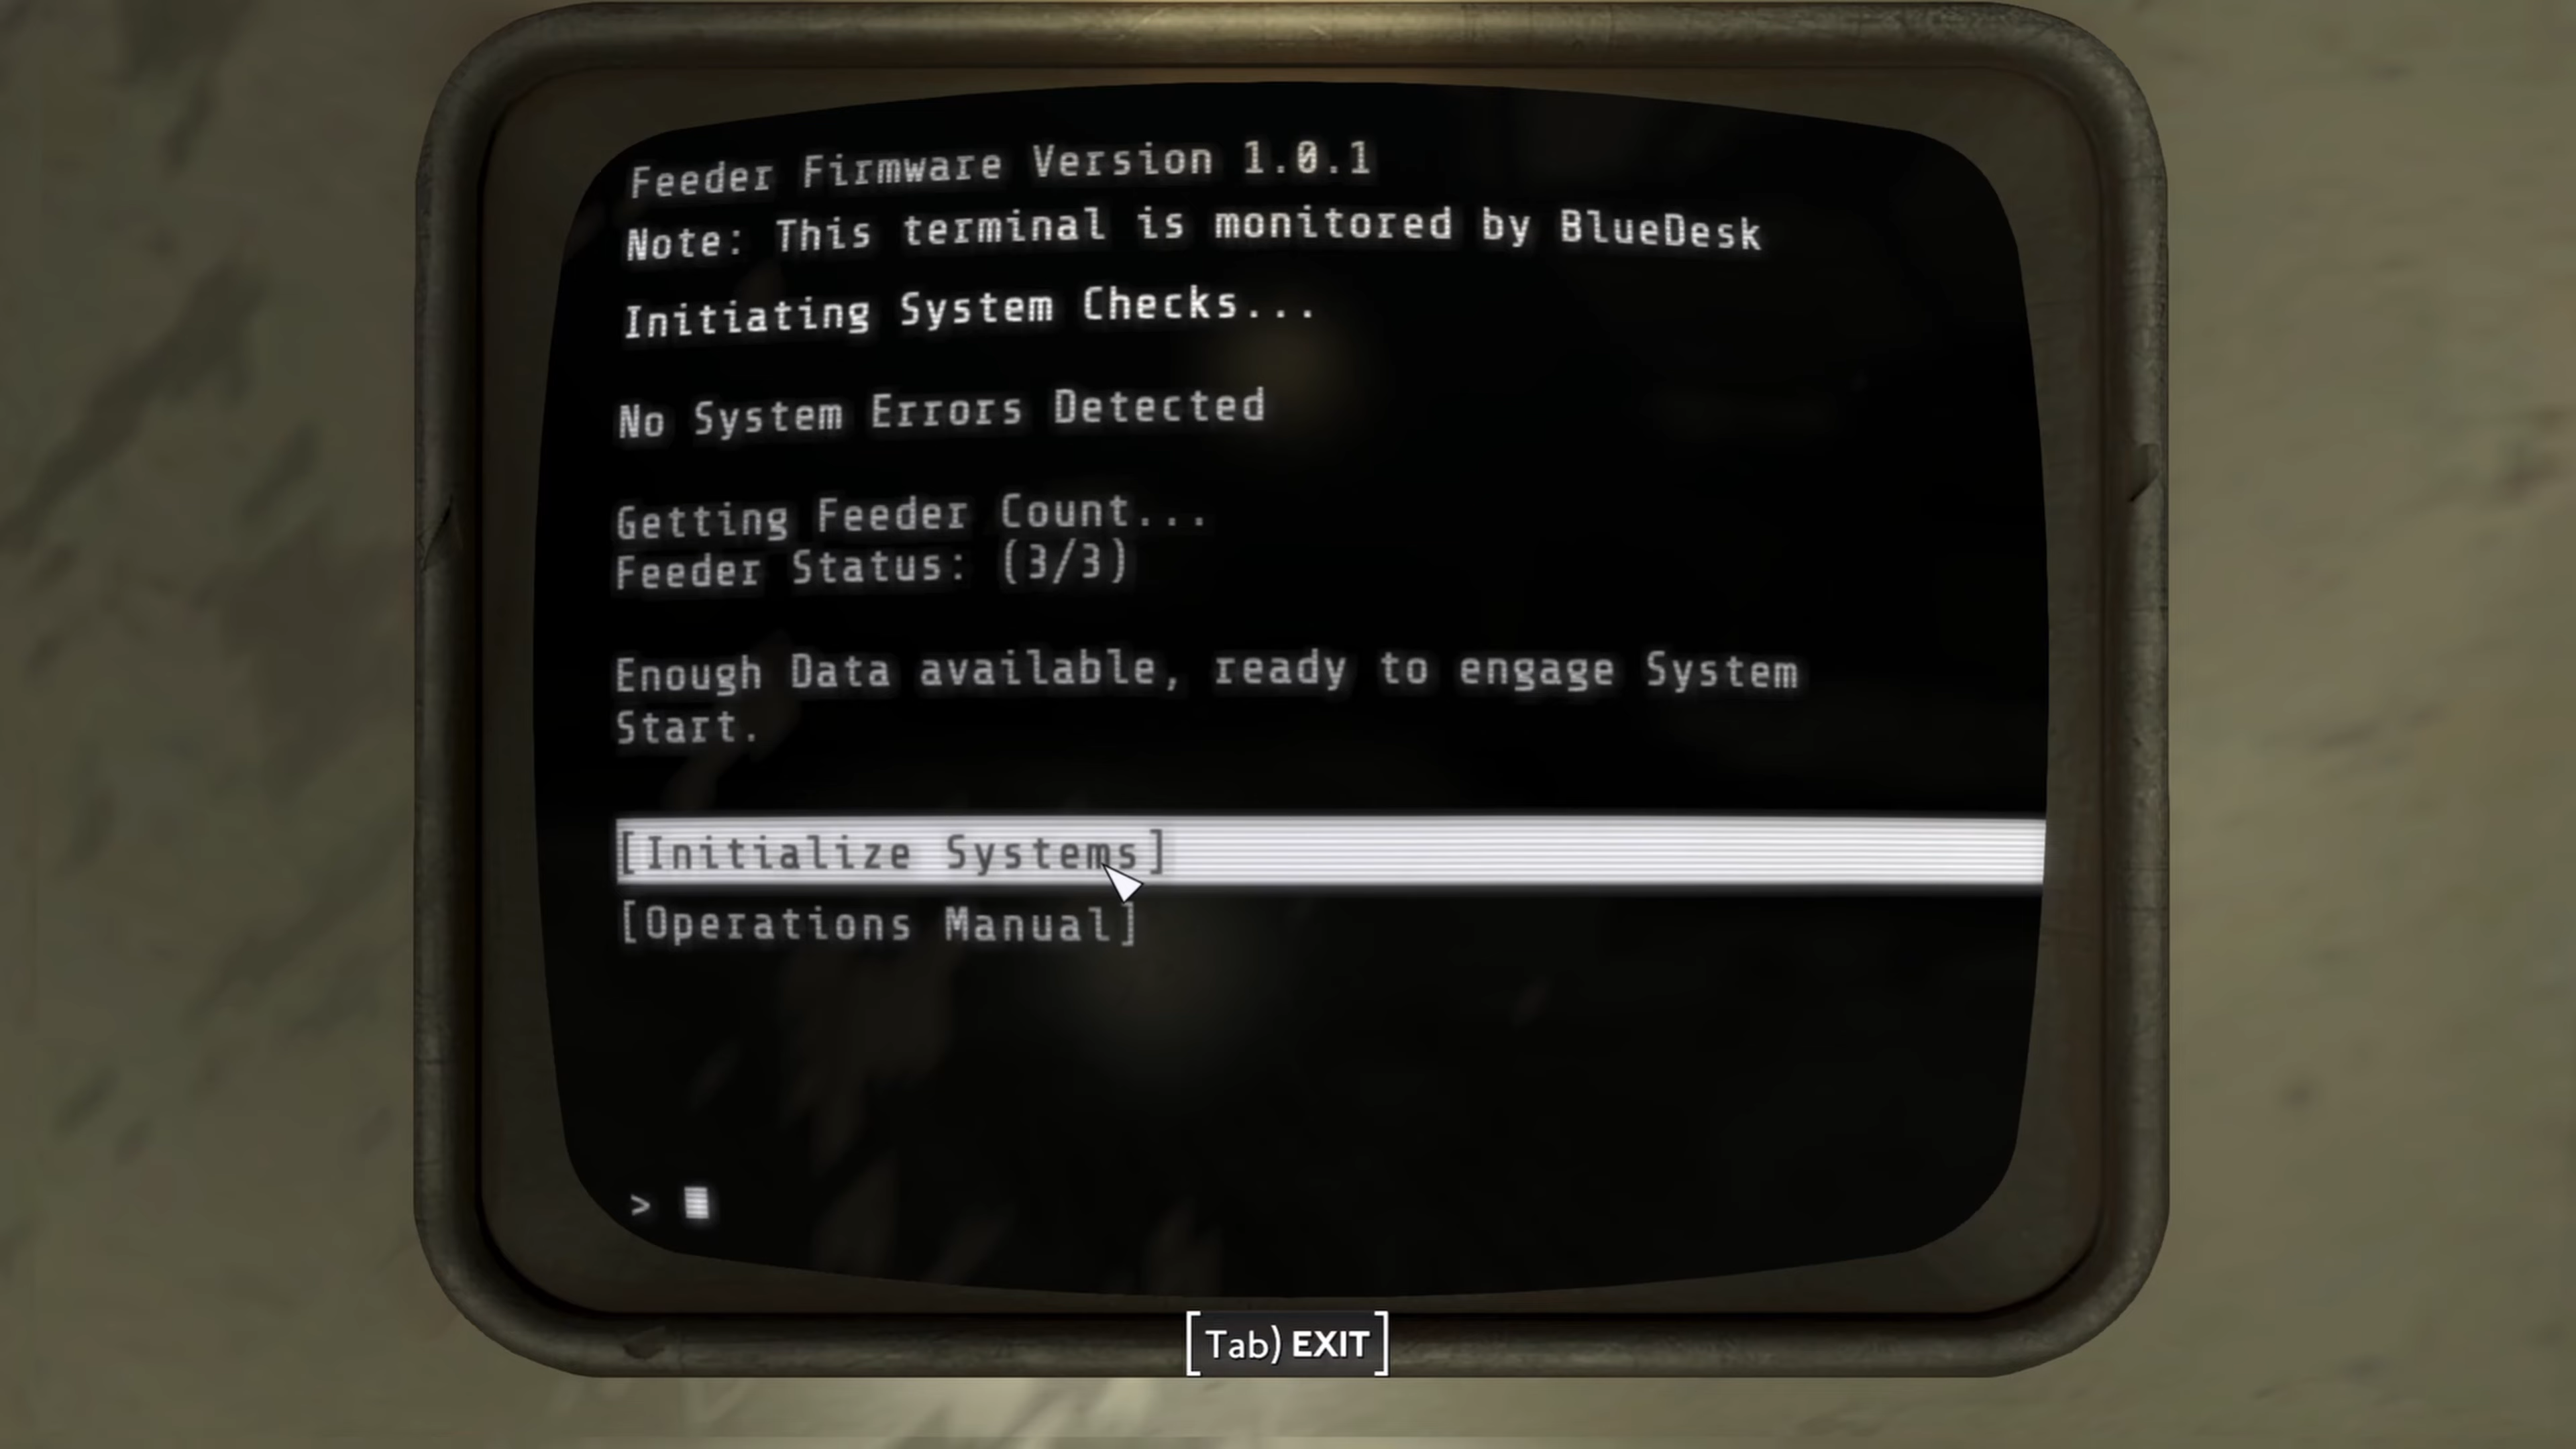 Feeder Firmware Version 1.0.1
Note: This terminal is monitored by BlueDesk
Initiating System Checks...
No System Errors Detected
Getting Feeder Count...
Feeder Status: (3/3)
Enough Data available, ready to engage System
Start.
[Initialize Systems]
[Operations Manual]
>
[Tab) EXIT]